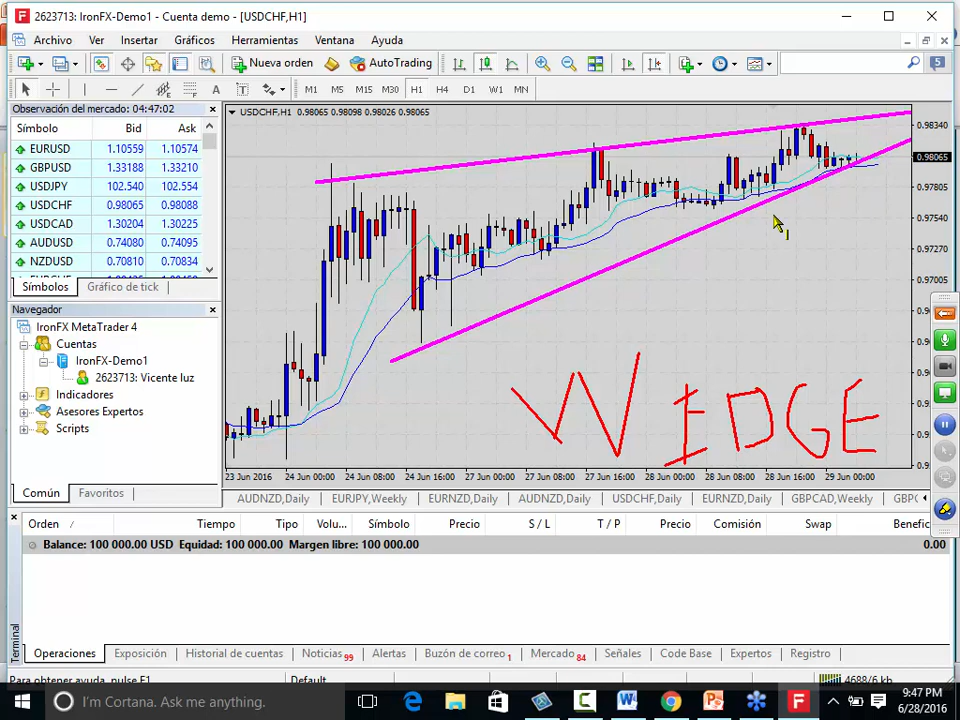 2623713: IronFX-Demo1 - Cuenta demo - [USDCHF,H1]
Archivo Ver Insertar Gráficos Herramientas Ventana Ayuda
Nueva orden AutoTrading 5
A T M1 M5 M15 M30 H1 H4 D1 W1 MN
Observación del mercado: 04:47:02
Símbolo Bid Ask
EURUSD 1.10559 1.10574
GBPUSD 1.33188 1.33210
USDJPY 102.540 102.554
USDCHF 0.98065 0.98088
USDCAD 1.30204 1.30225
AUDUSD 0.74080 0.74095
NZDUSD 0.70810 0.70834
Símbolos Gráfico de tick
Navegador
IronFX MetaTrader 4
Cuentas
IronFX-Demo1
2623713: Vicente luz
Indicadores
Asesores Expertos
Scripts
Común Favoritos
USDCHF,H1 0.98065 0.98098 0.98026 0.98065
0.98340
0.98065
0.97805
0.97540
0.97270
0.97005
WEDGE
23 Jun 2016 24 Jun 00:00 24 Jun 08:00 24 Jun 16:00 27 Jun 00:00 27 Jun 08:00 27 Jun 16:00 28 Jun 00:00 28 Jun 08:00 28 Jun 16:00 29 Jun 00:00
AUDNZD,Daily EURJPY,Weekly EURNZD,Daily AUDNZD,Daily USDCHF,Daily EURNZD,Daily GBPCAD,Weekly GBPC
Orden Tiempo Tipo Volu... Símbolo Precio S / L T / P Precio Comisión Swap Benefic
Balance: 100 000.00 USD Equidad: 100 000.00 Margen libre: 100 000.00 0.00
Terminal
Operaciones Exposición Historial de cuentas Noticias 99 Alertas Buzón de correo 1 Mercado 84 Señales Code Base Expertos Registro
Para obtener ayuda, pulse F1 Default 4688/6 kb
I'm Cortana. Ask me anything.
9:47 PM
6/28/2016